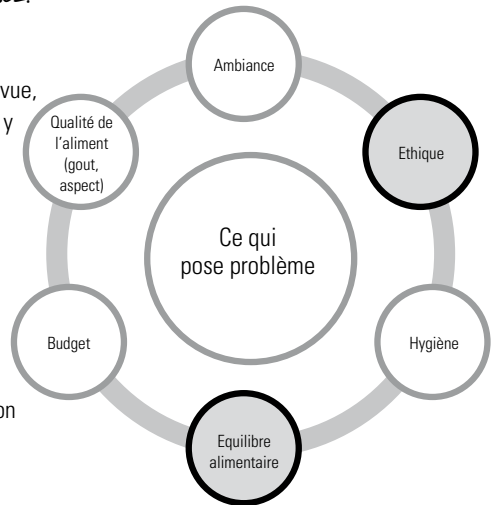 vue,
y
on
Ambiance
Qualité de
l'aliment
(gout,
aspect)
Ethique
Ce qui
pose problème
Budget
Hygiène
Equilibre
alimentaire